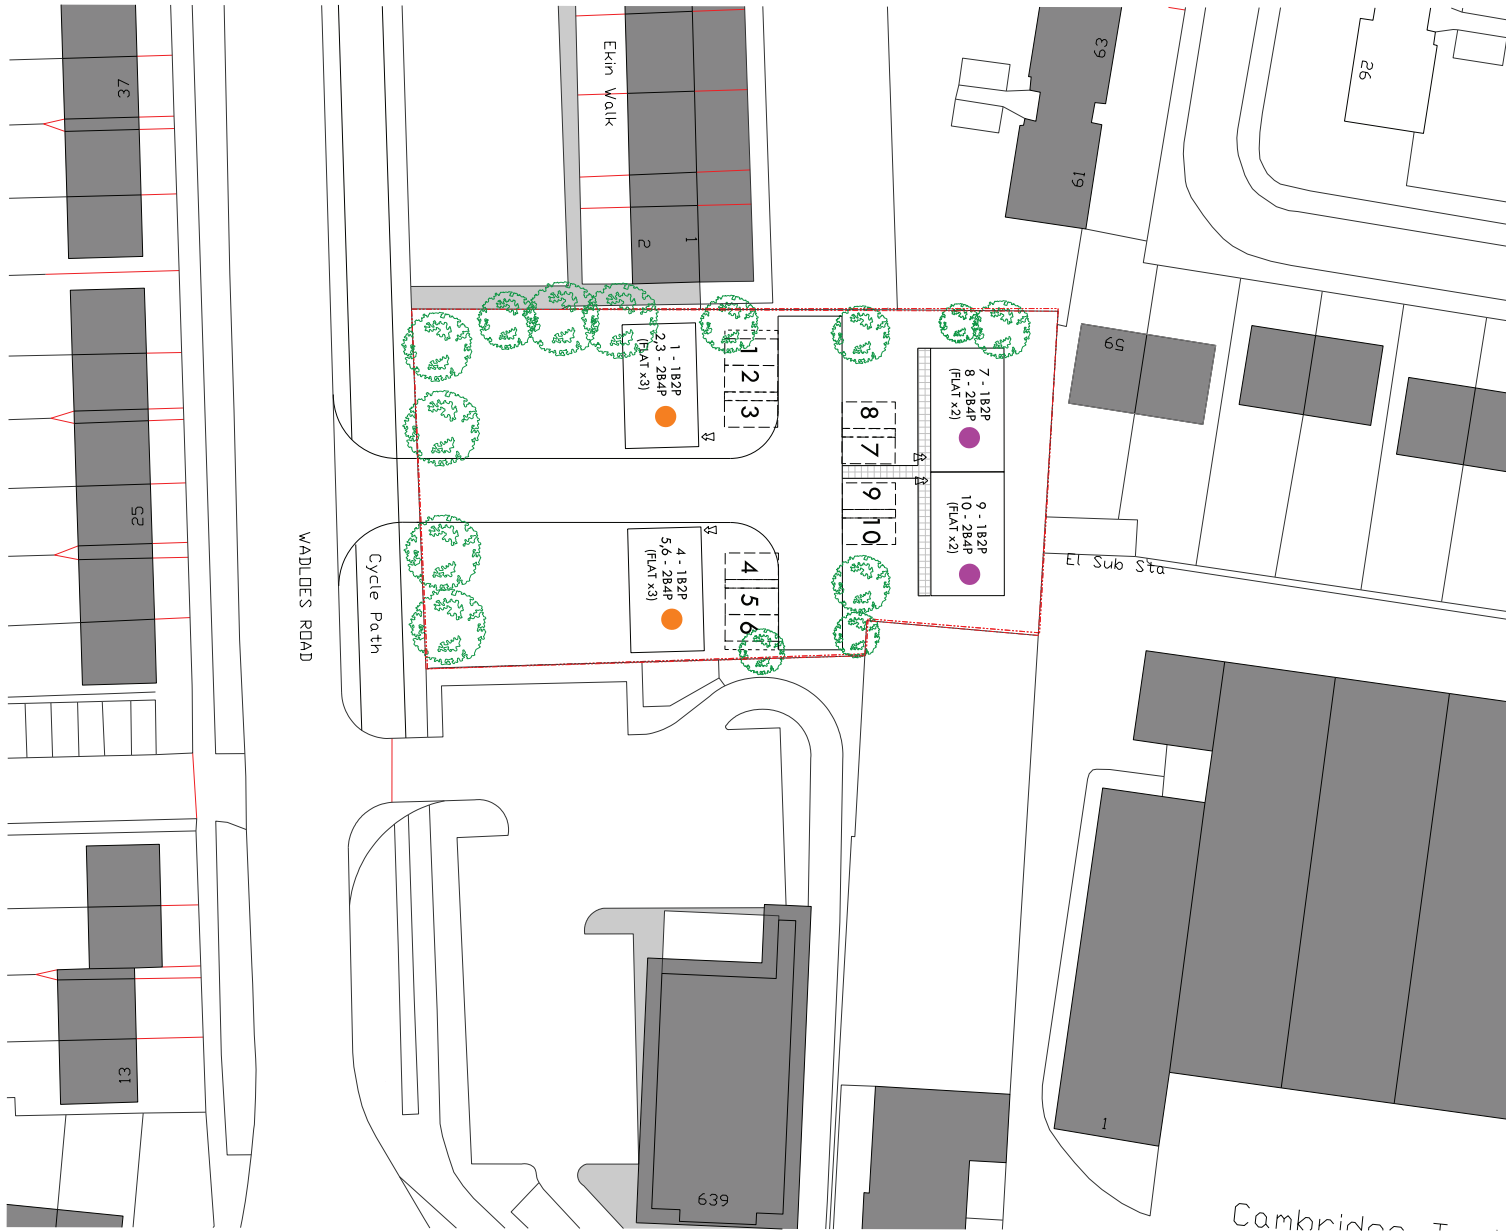 37
Ekin Walk
2
1
63
61
26
59
1 - 1B2P
2,3 - 2B4P
(FLAT x3)
1
2
3
8
7
9
10
7 - 1B2P
8 - 2B4P
(FLAT x2)
9 - 1B2P
10 - 2B4P
(FLAT x2)
25
WADLOES ROAD
Cycle Path
4 - 1B2P
5,6 - 2B4P
(FLAT x3)
4
5
6
El Sub Sta
13
639
1